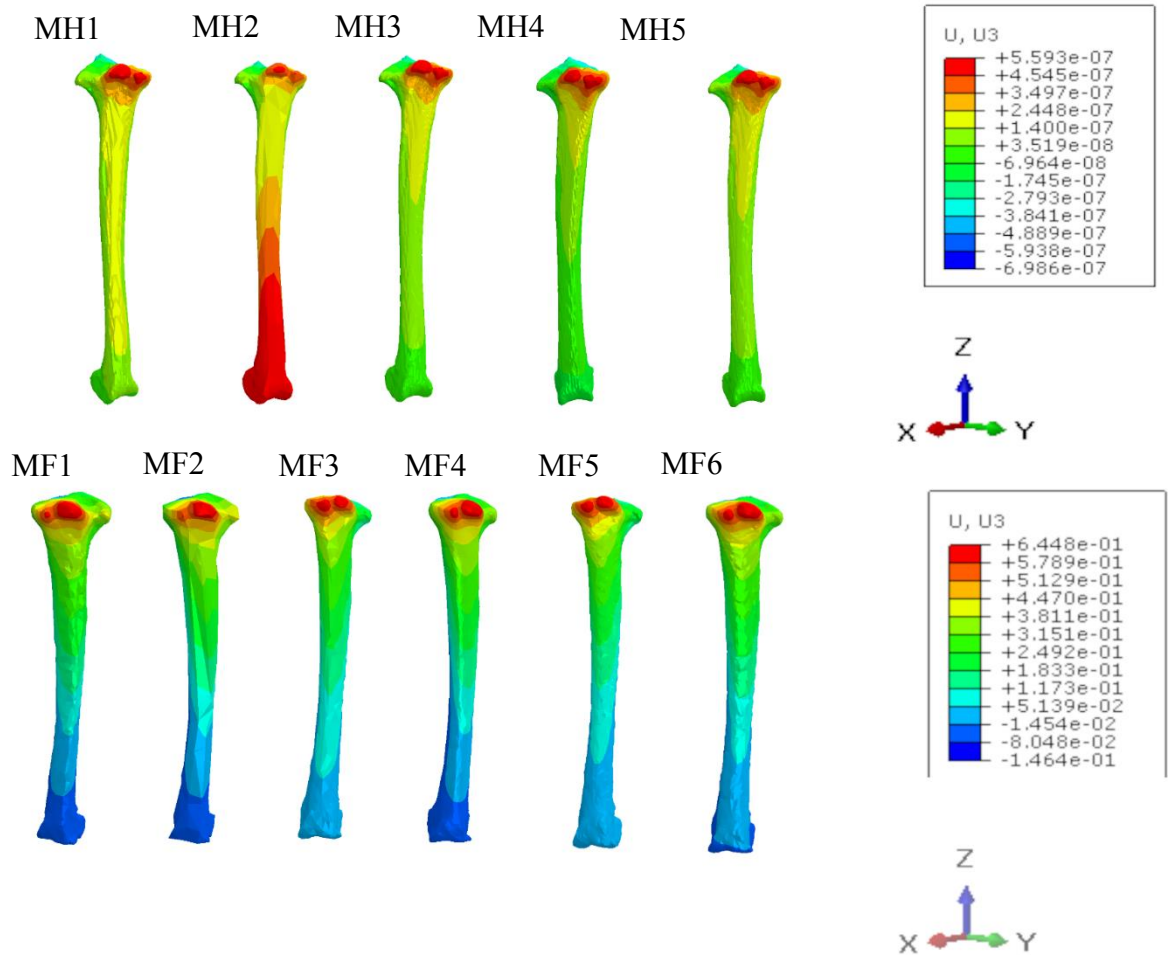 MH1 MH2 MH3 MH4 MH5
U, U3
+5.593e-07
+4.545e-07
+3.497e-07
+2.448e-07
+1.400e-07
+3.519e-08
-6.964e-08
-1.745e-07
-2.793e-07
-3.841e-07
-4.889e-07
-5.938e-07
-6.986e-07
Z
X Y
MF1 MF2 MF3 MF4 MF5 MF6
U, U3
+6.448e-01
+5.789e-01
+5.129e-01
+4.470e-01
+3.811e-01
+3.151e-01
+2.492e-01
+1.833e-01
+1.173e-01
+5.139e-02
-1.454e-02
-8.048e-02
-1.464e-01
Z
X Y